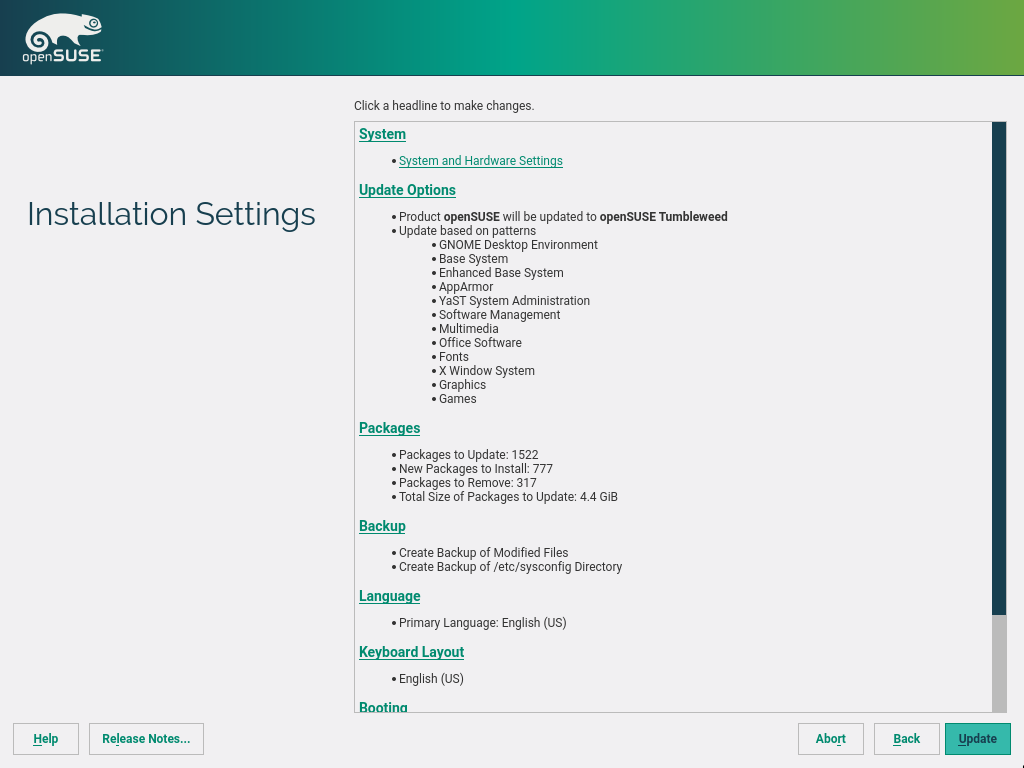 openSUSE
Click a headline to make changes.
Installation Settings
System
• System and Hardware Settings
Update Options
• Product openSUSE will be updated to openSUSE Tumbleweed
• Update based on patterns
• GNOME Desktop Environment
• Base System
• Enhanced Base System
• AppArmor
• YaST System Administration
• Software Management
• Multimedia
• Office Software
• Fonts
• X Window System
• Graphics
• Games
Packages
• Packages to Update: 1522
• New Packages to Install: 777
• Packages to Remove: 317
• Total Size of Packages to Update: 4.4 GiB
Backup
• Create Backup of Modified Files
• Create Backup of /etc/sysconfig Directory
Language
• Primary Language: English (US)
Keyboard Layout
• English (US)
Booting
Help
Release Notes...
Abort
Back
Update